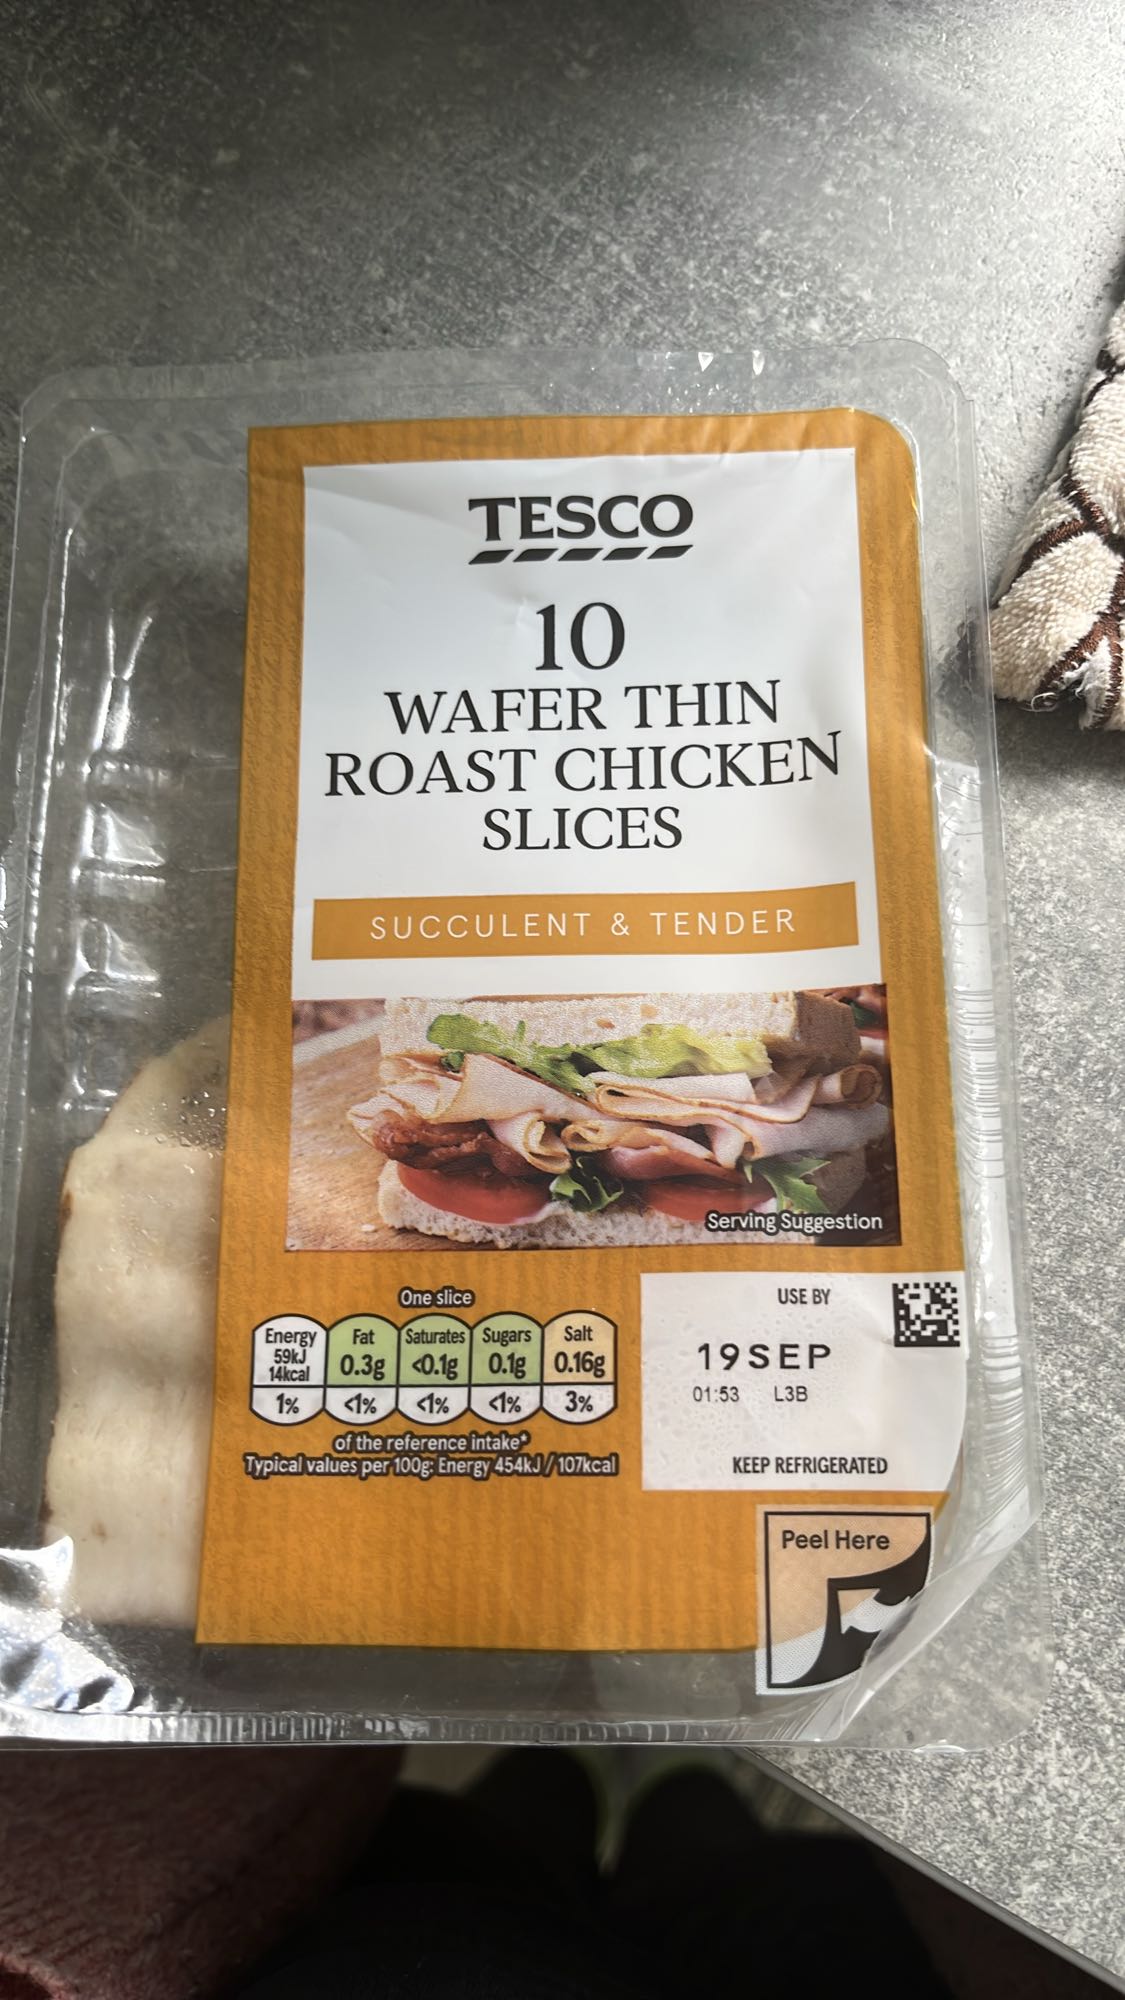 TESCO
10
WAFER THIN
ROAST CHICKEN
SLICES
SUCCULENT & TENDER
Serving Suggestion
One slice
Energy Fat Saturates Sugars Salt
59kJ
14kcal 0.3g <0.1g 0.1g 0.16g
1% <1% <1% <1% 3%
of the reference intake*
Typical values per 100g: Energy 454kJ / 107kcal
USE BY
19SEP
01:53 L3B
KEEP REFRIGERATED
Peel Here